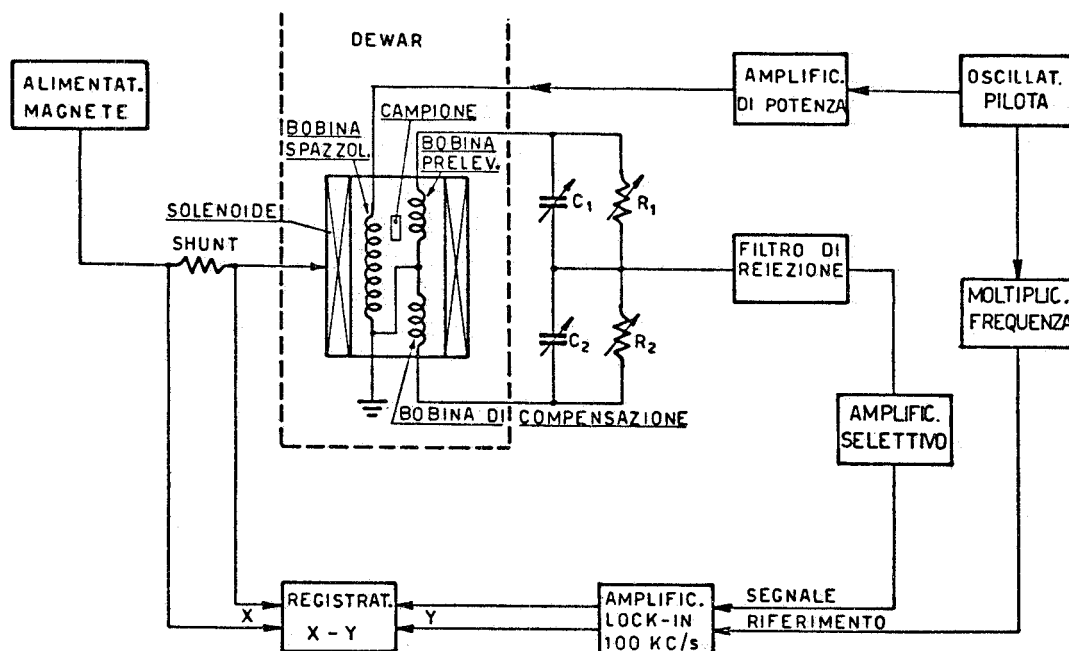 DEWAR
ALIMENTAT.
MAGNETE
AMPLIFIC.
DI POTENZA
OSCILLAT.
PILOTA
CAMPIONE
BOBINA
SPAZZOL.
BOBINA
PRELEV.
SOLENOIDE
SHUNT
C1
R1
FILTRO DI
REIEZIONE
MOLTIPLIC.
FREQUENZA
C2
R2
BOBINA DI COMPENSAZIONE
AMPLIFIC.
SELETTIVO
REGISTRAT.
X - Y
X
Y
AMPLIFIC.
LOCK-IN
100 KC/s
SEGNALE
RIFERIMENTO